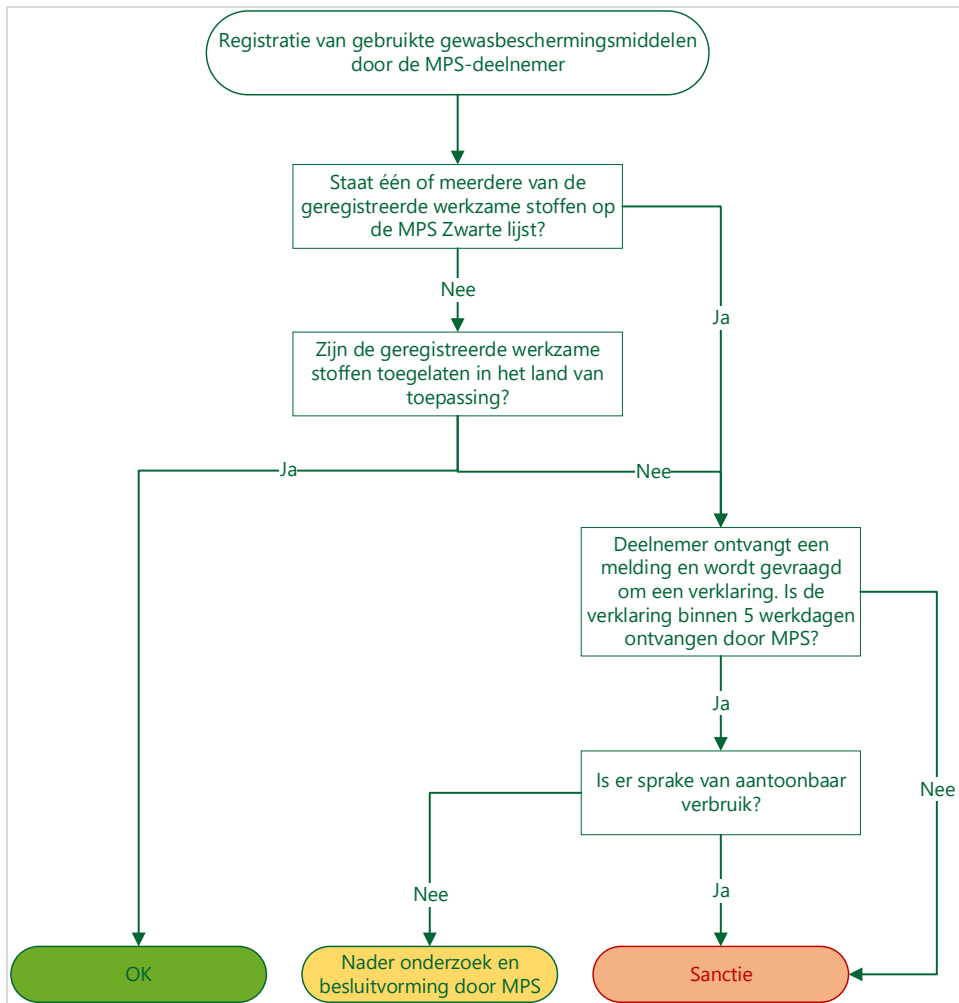 Registratie van gebruikte gewasbeschermingsmiddelen
door de MPS-deelnemer
Staat één of meerdere van de
geregistreerde werkzame stoffen op
de MPS Zwarte lijst?
Nee
Ja
Zijn de geregistreerde werkzame
stoffen toegelaten in het land van
toepassing?
Ja
Nee
Deelnemer ontvangt een
melding en wordt gevraagd
om een verklaring. Is de
verklaring binnen 5 werkdagen
ontvangen door MPS?
Ja
Is er sprake van aantoonbaar
verbruik?
Nee
Nee
Ja
OK
Nader onderzoek en
besluitvorming door MPS
Sanctie